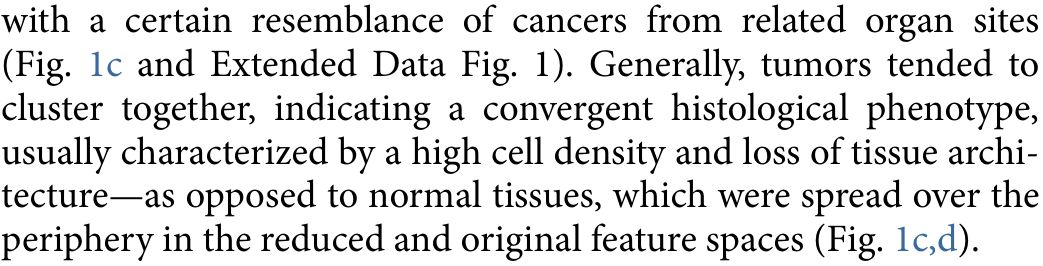 with a certain resemblance of cancers from related organ sites
(Fig. 1c and Extended Data Fig. 1). Generally, tumors tended to
cluster together, indicating a convergent histological phenotype,
usually characterized by a high cell density and loss of tissue archi-
tecture—as opposed to normal tissues, which were spread over the
periphery in the reduced and original feature spaces (Fig. 1c,d).